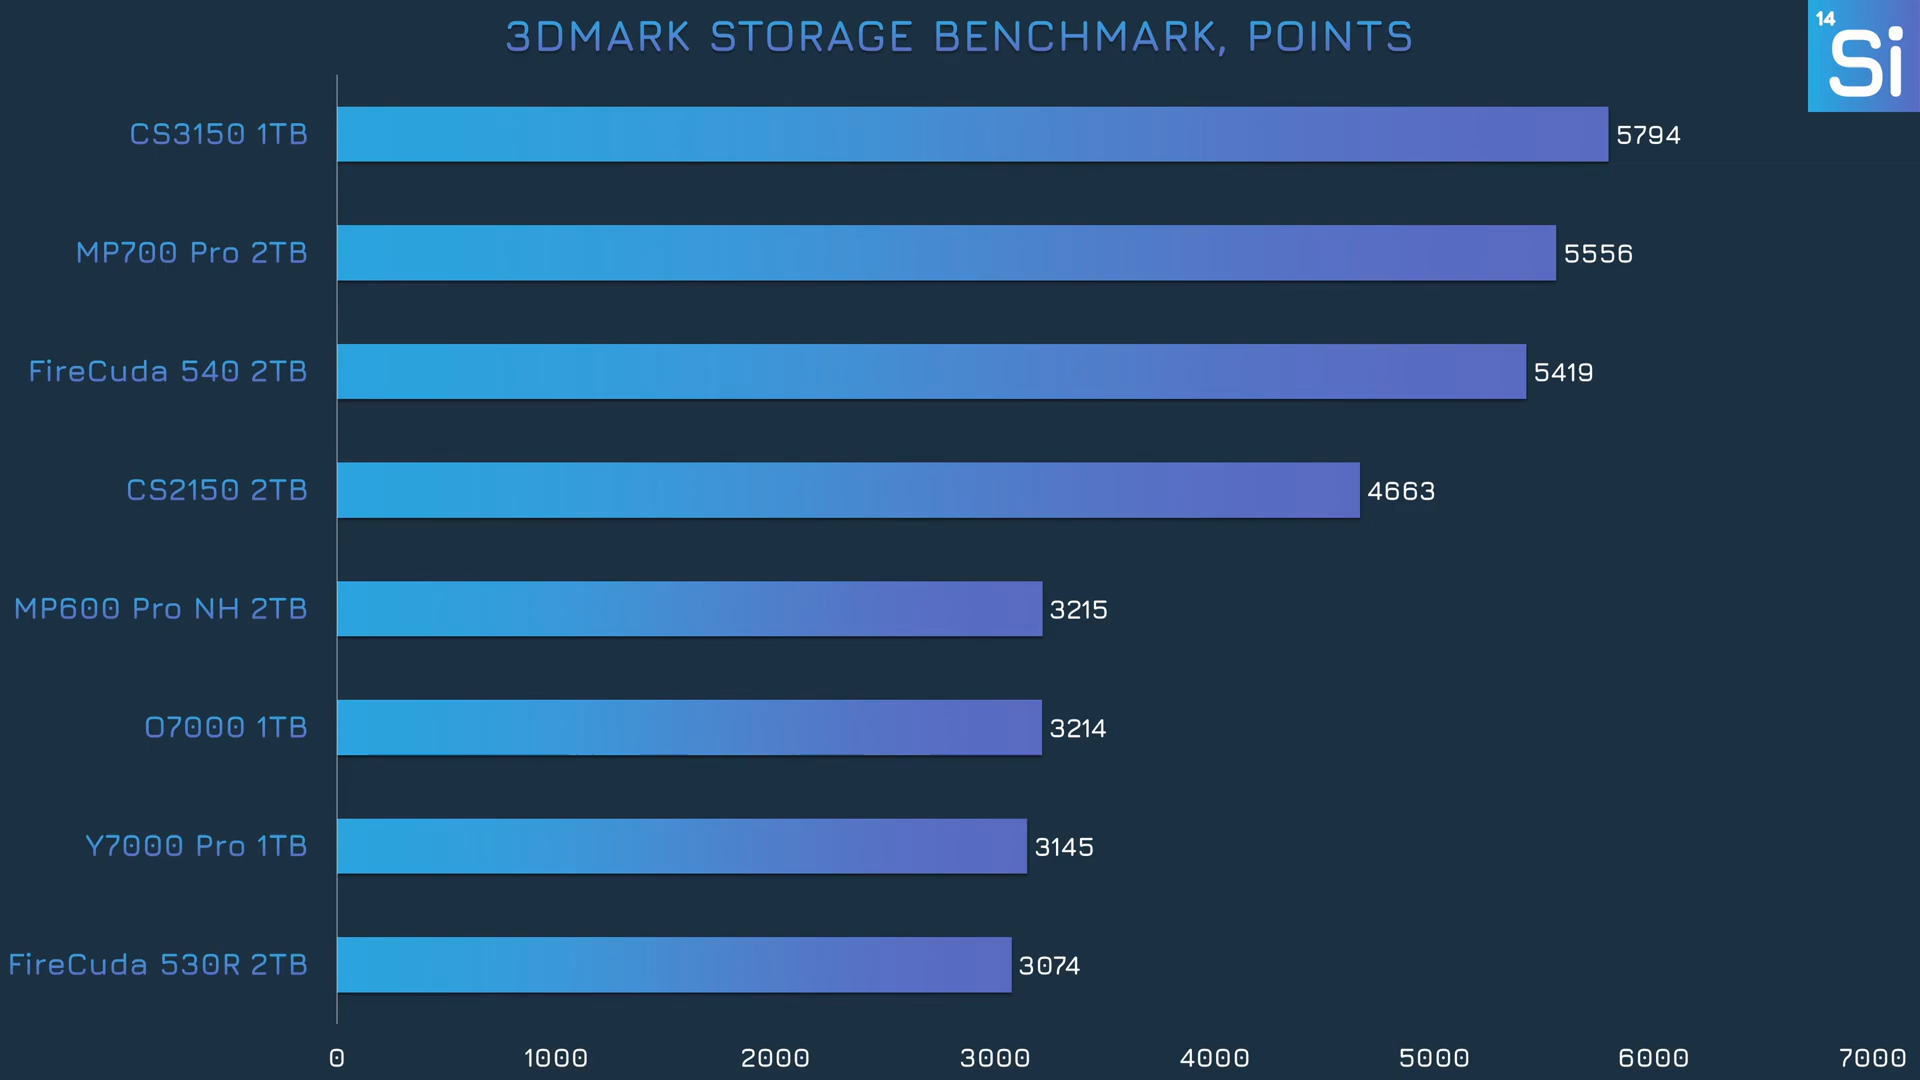 3DMARK STORAGE BENCHMARK, POINTS
14
Si
CS3150 1TB 5794
MP700 Pro 2TB 5556
FireCuda 540 2TB 5419
CS2150 2TB 4663
MP600 Pro NH 2TB 3215
O7000 1TB 3214
Y7000 Pro 1TB 3145
FireCuda 530R 2TB 3074
0 1000 2000 3000 4000 5000 6000 7000